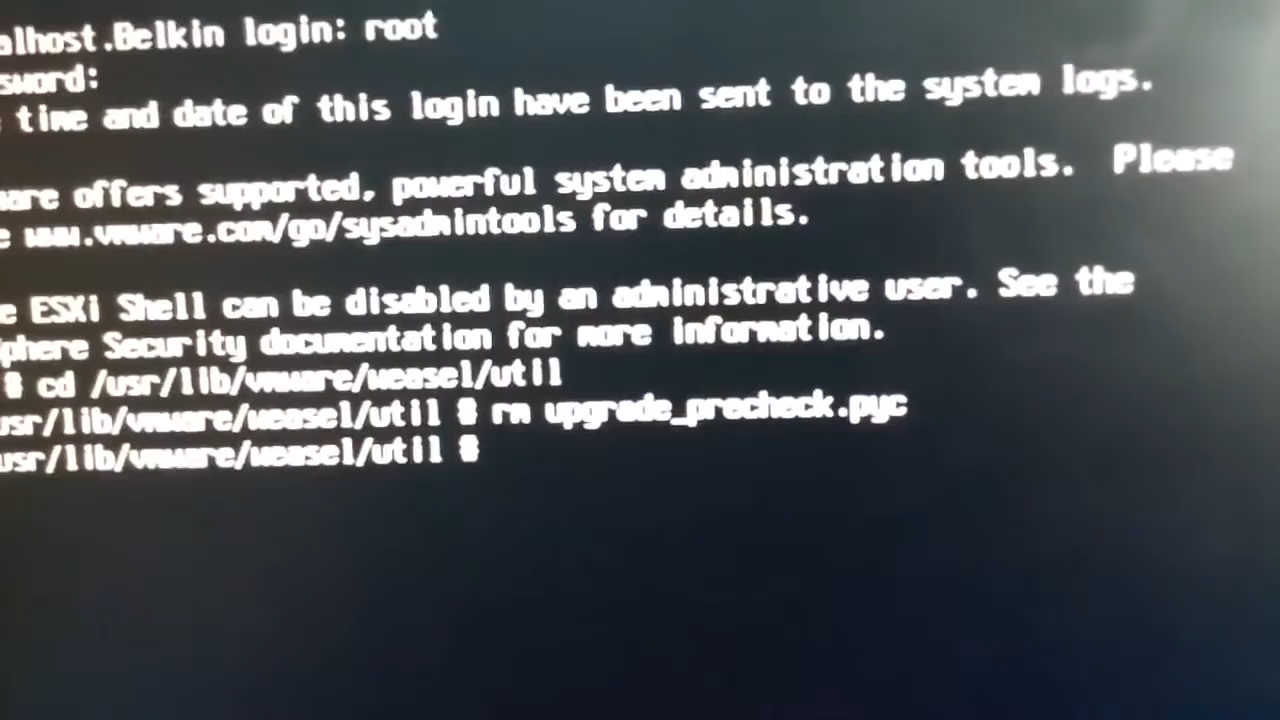 alhost.Belkin login: root
sword:
time and date of this login have been sent to the system logs.
are offers supported, powerful system administration tools. Please
e www.vmware.com/go/sysadmintools for details.
e ESXi Shell can be disabled by an administrative user. See the
phere Security documentation for more information.
# cd /usr/lib/vmware/weasel/util
usr/lib/vmware/weasel/util # rm upgrade_precheck.pyc
usr/lib/vmware/weasel/util #